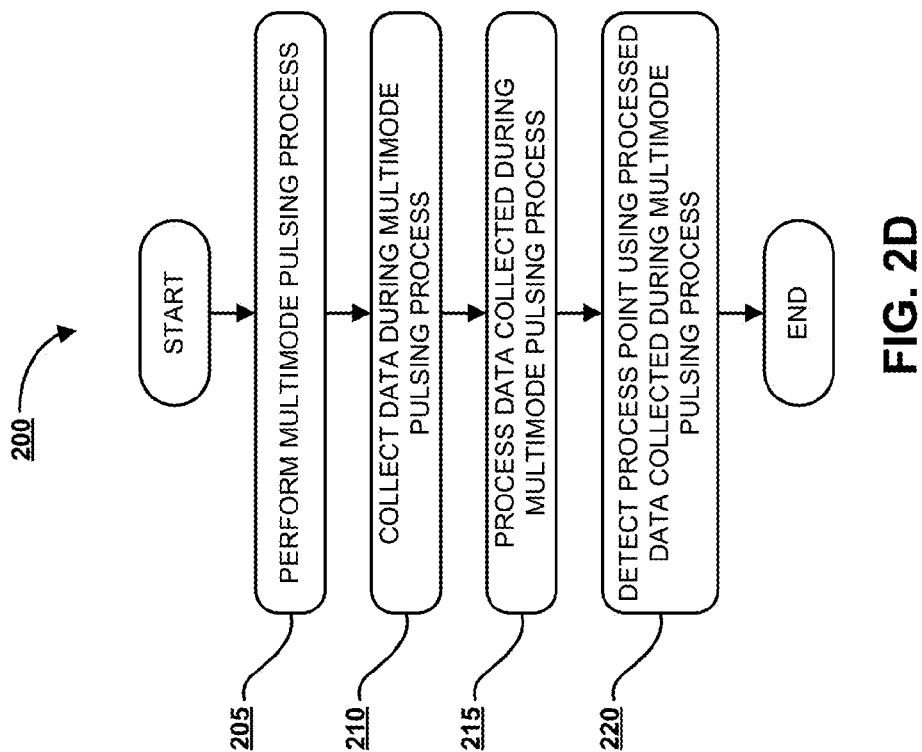 200
START
205
PERFORM MULTIMODE PULSING PROCESS
210
COLLECT DATA DURING MULTIMODE
PULSING PROCESS
215
PROCESS DATA COLLECTED DURING
MULTIMODE PULSING PROCESS
220
DETECT PROCESS POINT USING PROCESSED
DATA COLLECTED DURING MULTIMODE
PULSING PROCESS
END
FIG. 2D